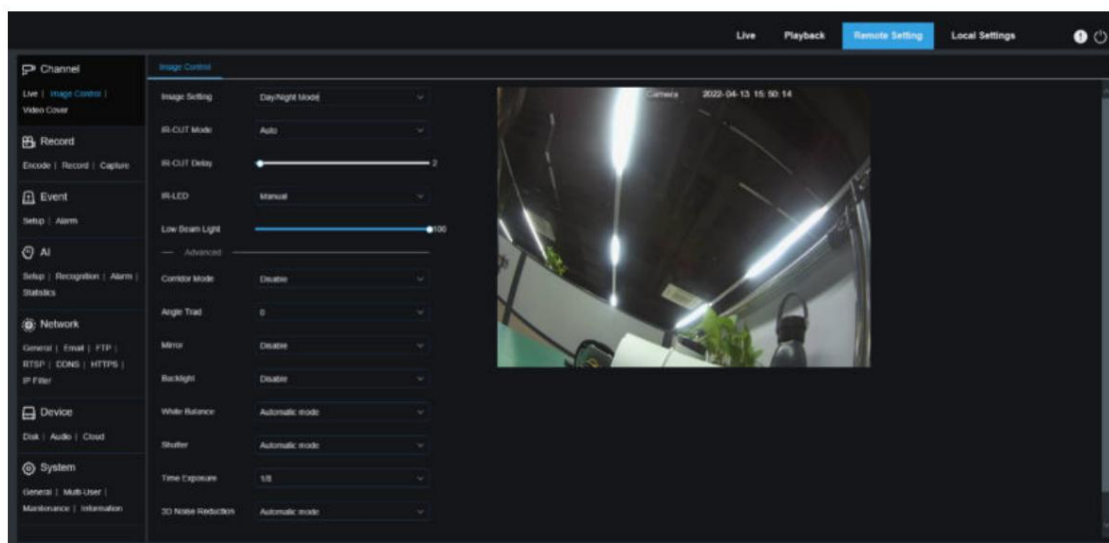 Live Playback Remote Setting Local Settings
Channel
Live | Image Control |
Video Cover
Record
Encode | Record | Capture
Event
Setup | Alarm
AI
Setup | Recognition | Alarm |
Statistics
Network
General | Email | FTP |
RTSP | DDNS | HTTPS |
IP Filter
Device
Disk | Audio | Cloud
System
General | Multi-User |
Maintenance | Information
Image Control
Image Setting Day/Night Mode
IR-CUT Mode Auto
IR-CUT Delay 2
IR-LED Manual
Low Beam Light 100
Advanced
Corridor Mode Disable
Angle Trad 0
Mirror Disable
Backlight Disable
White Balance Automatic mode
Shutter Automatic mode
Time Exposure 1/8
3D Noise Reduction Automatic mode
Camera 2022-04-13 15:50:14